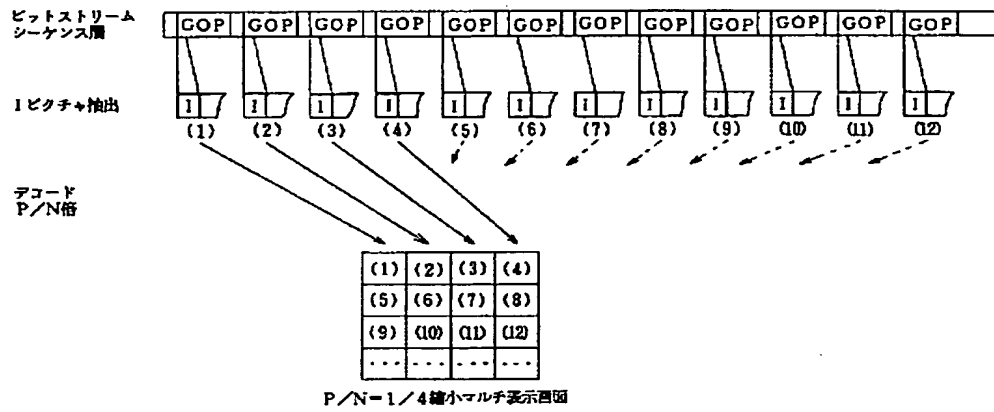 ビットストリーム
シーケンス層
GOP GOP GOP GOP GOP GOP GOP GOP GOP GOP GOP GOP
Iピクチャ抽出
I I I I I I I I I I I I
(1) (2) (3) (4) (5) (6) (7) (8) (9) (10) (11) (12)
デコード
P/N倍
(1) (2) (3) (4)
(5) (6) (7) (8)
(9) (10) (11) (12)
--- --- --- ---
P/N=1/4縮小マルチ表示画図